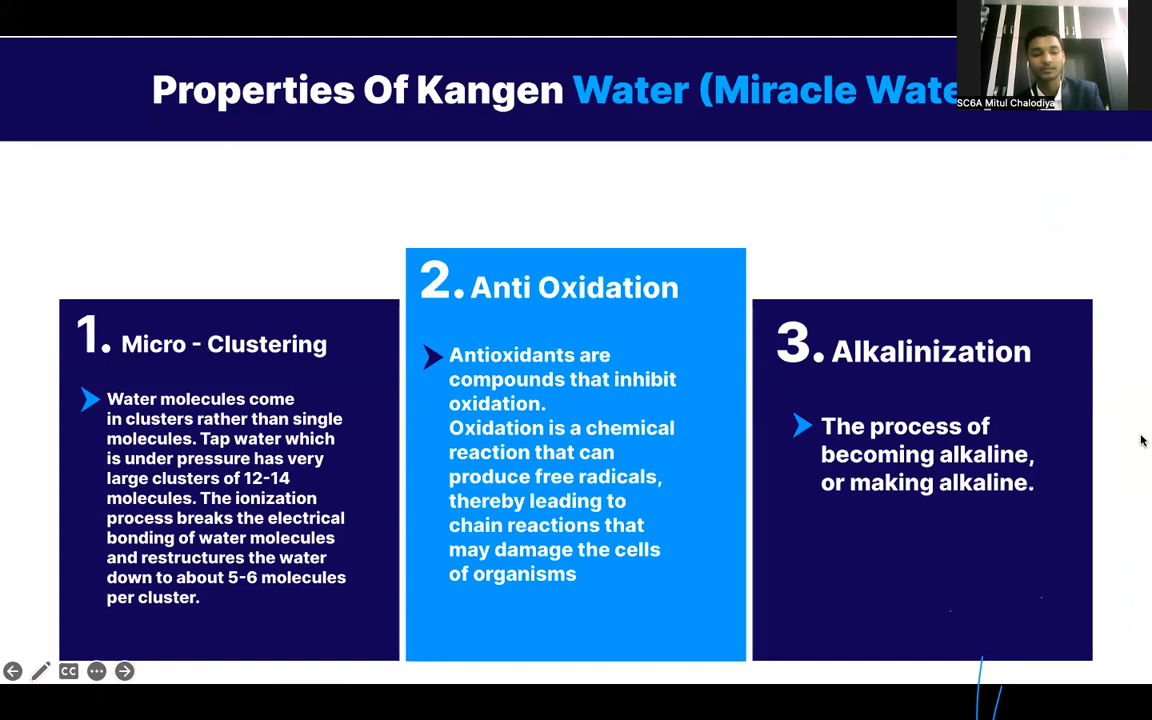 Properties Of Kangen Water (Miracle Wate
SC6A Mitul Chalodiya
1. Micro - Clustering
Water molecules come
in clusters rather than single
molecules. Tap water which
is under pressure has very
large clusters of 12-14
molecules. The ionization
process breaks the electrical
bonding of water molecules
and restructures the water
down to about 5-6 molecules
per cluster.
2. Anti Oxidation
Antioxidants are
compounds that inhibit
oxidation.
Oxidation is a chemical
reaction that can
produce free radicals,
thereby leading to
chain reactions that
may damage the cells
of organisms
3. Alkalinization
The process of
becoming alkaline,
or making alkaline.
CC